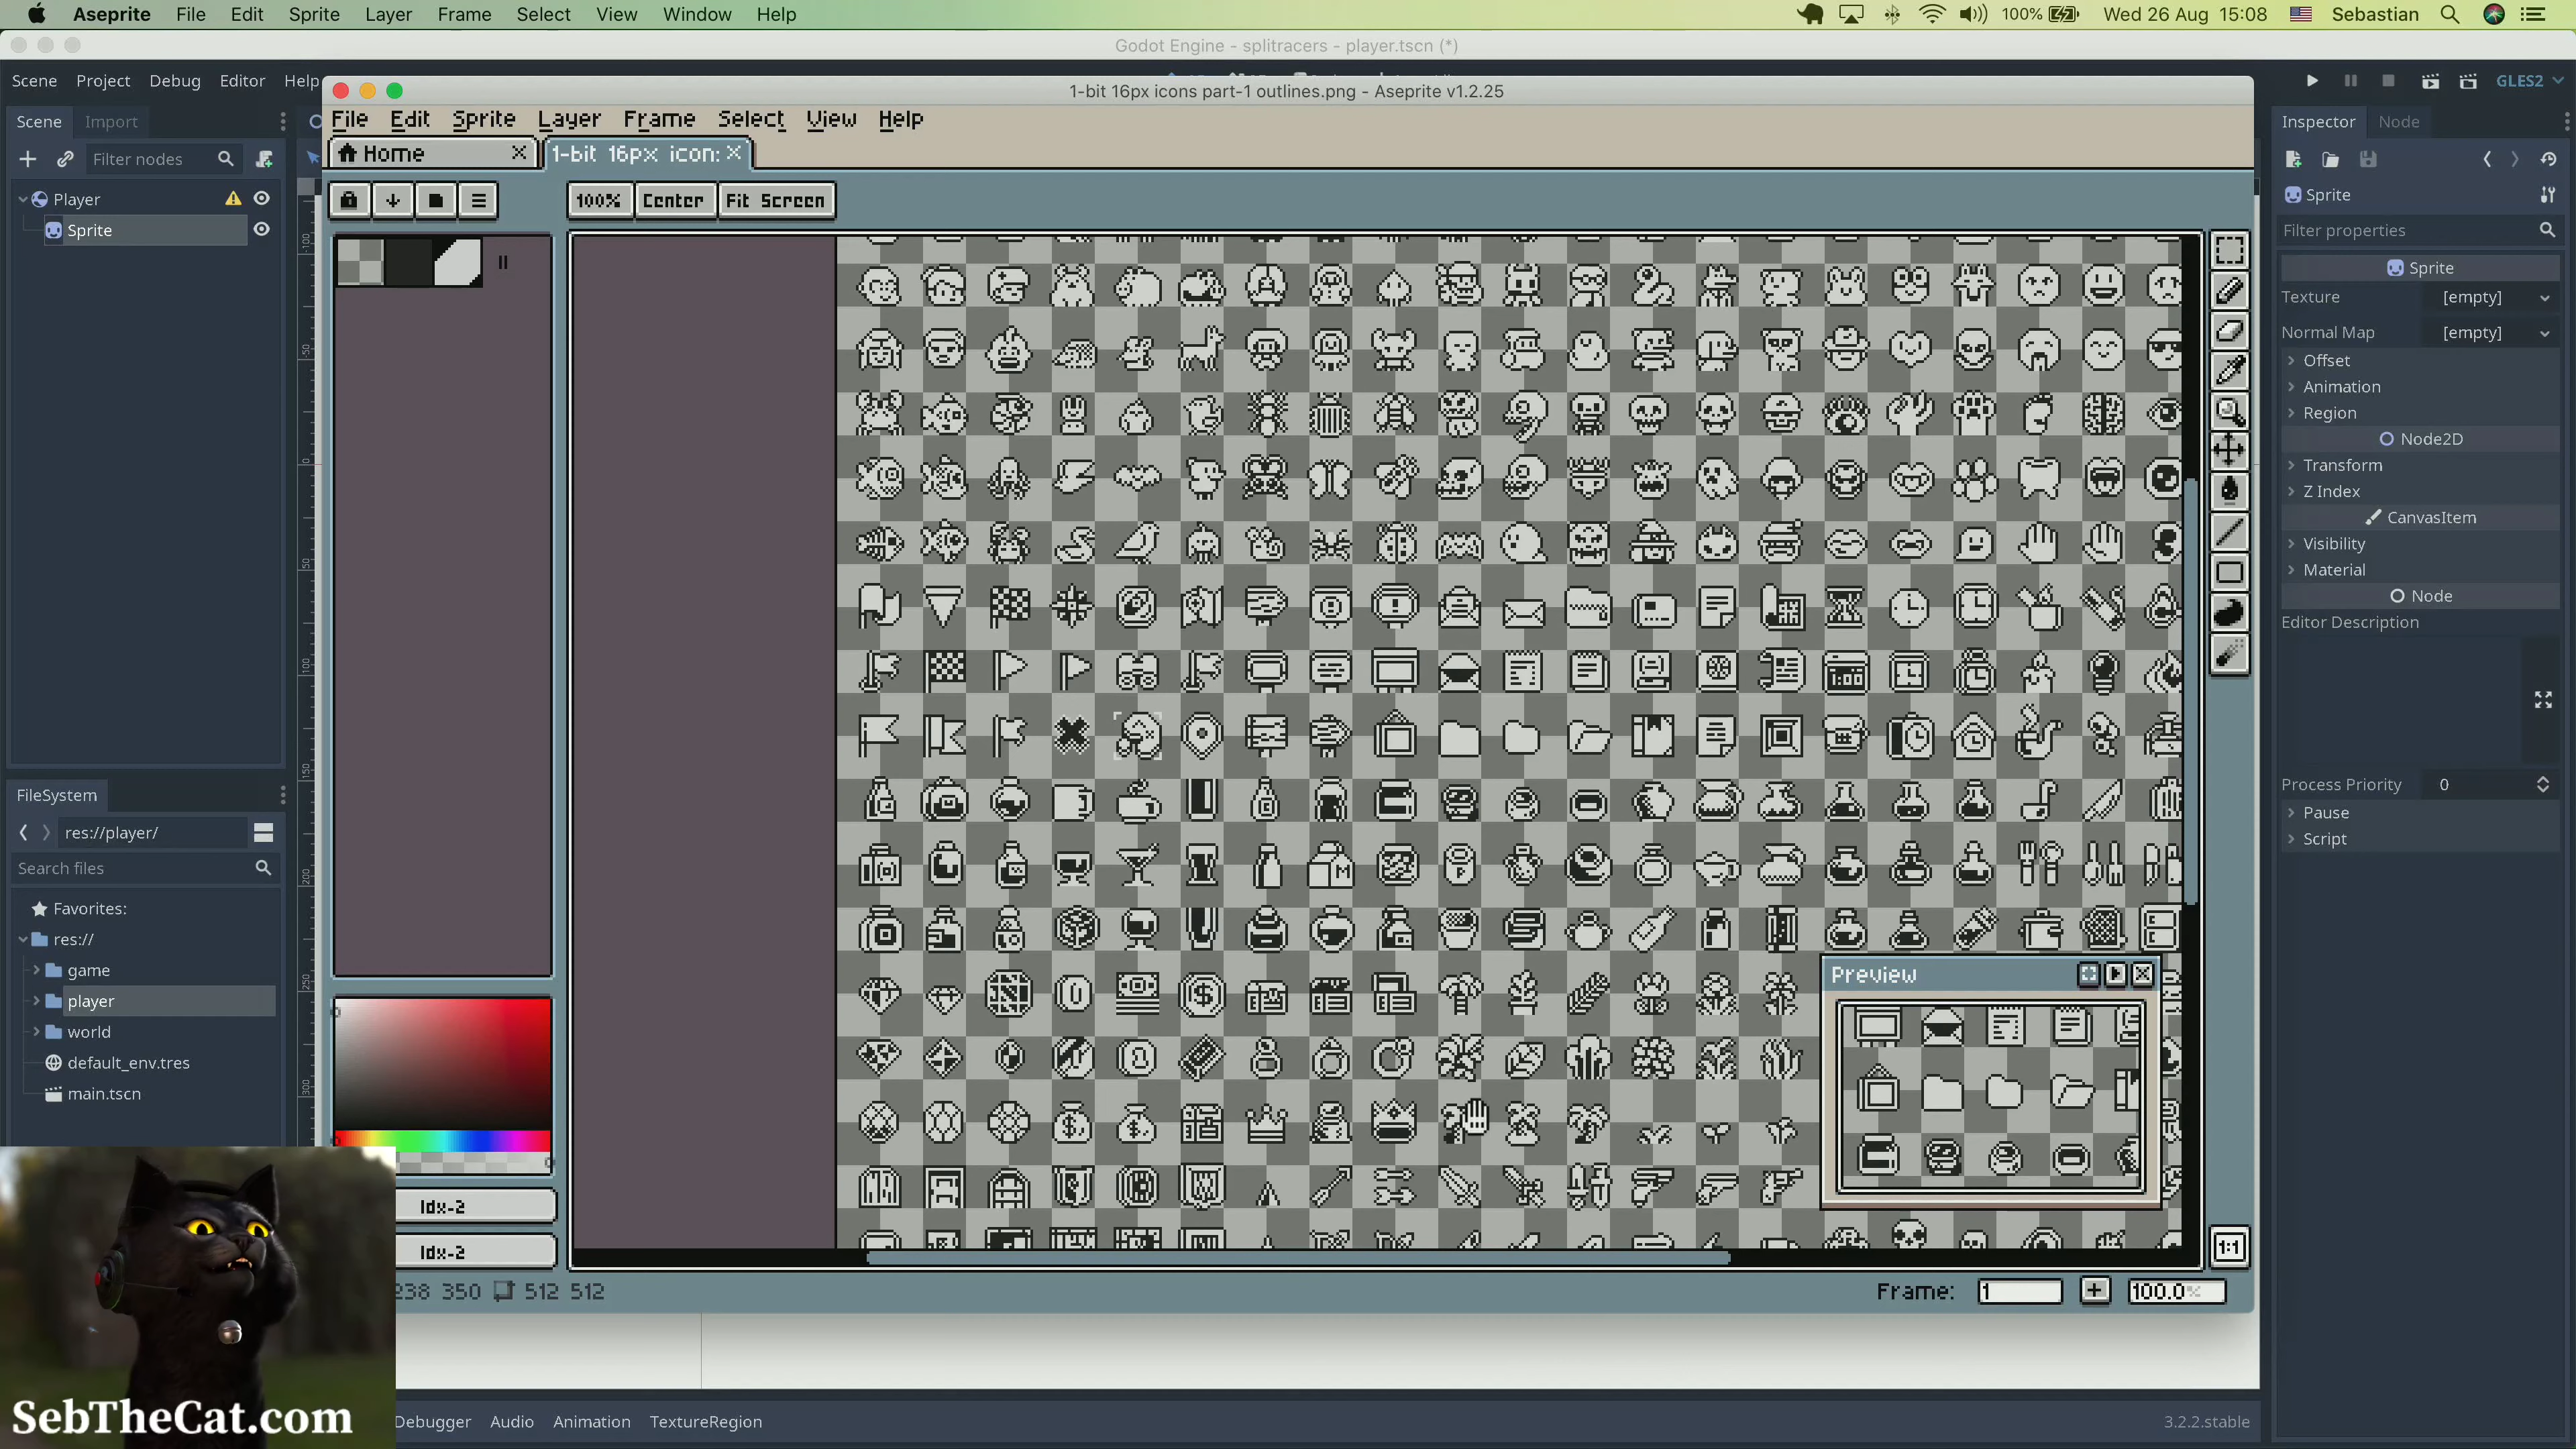 Aseprite File Edit Sprite Layer Frame Select View Window Help 100% Wed 26 Aug 15:08 Sebastian
Godot Engine - splitracers - player.tscn (*)
Scene Project Debug Editor Help GLES2
1-bit 16px icons part-1 outlines.png - Aseprite v1.2.25
File Edit Sprite Layer Frame Select View Help
Home 1-bit 16px icon:
100% Center Fit Screen
Scene Import
Filter nodes
Player
Sprite
FileSystem
res://player/
Search files
Favorites:
res://
game
player
world
default_env.tres
main.tscn
Idx-2
Idx-2
238 350 512 512
Frame: 1 100.0%
Preview
1:1
Inspector Node
Sprite
Filter properties
Sprite
Texture [empty]
Normal Map [empty]
Offset
Animation
Region
Node2D
Transform
Z Index
CanvasItem
Visibility
Material
Node
Editor Description
Process Priority 0
Pause
Script
Debugger Audio Animation TextureRegion 3.2.2.stable
SebTheCat.com